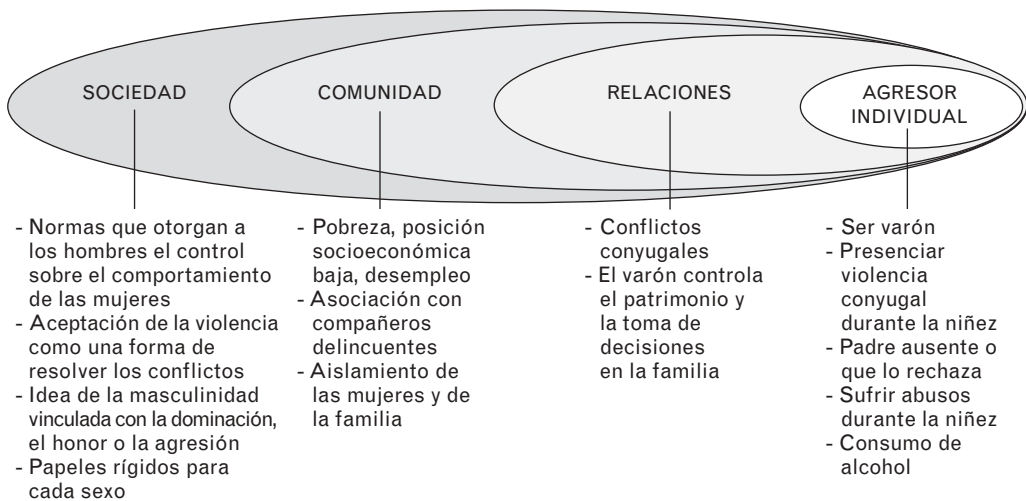 SOCIEDAD
COMUNIDAD
RELACIONES
AGRESOR
INDIVIDUAL
- Normas que otorgan a
los hombres el control
sobre el comportamiento
de las mujeres
- Aceptación de la violencia
como una forma de
resolver los conflictos
- Idea de la masculinidad
vinculada con la dominación,
el honor o la agresión
- Papeles rígidos para
cada sexo
- Pobreza, posición
socioeconómica
baja, desempleo
- Asociación con
compañeros
delincuentes
- Aislamiento de
las mujeres y de
la familia
- Conflictos
conyugales
- El varón controla
el patrimonio y
la toma de
decisiones
en la familia
- Ser varón
- Presenciar
violencia
conyugal
durante la niñez
- Padre ausente o
que lo rechaza
- Sufrir abusos
durante la niñez
- Consumo de
alcohol